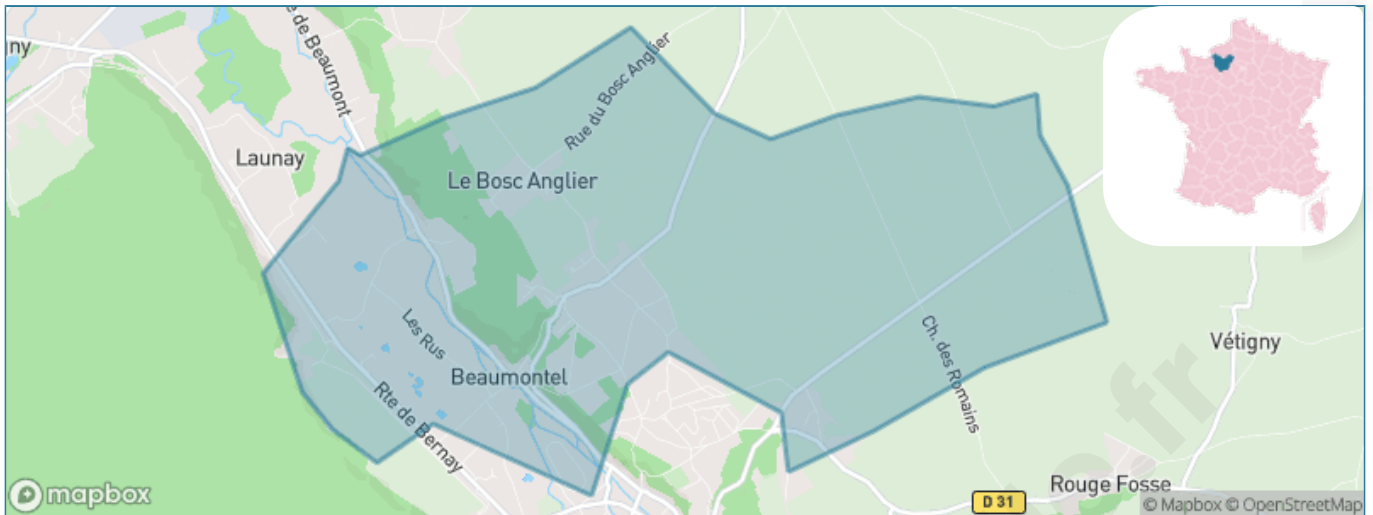 ny
e de Beaumont
Rue du Bosc Anglier
Launay
Le Bosc Anglier
Les Rus
Ch. des Romains
Vétigny
Beaumontel
Rte de Bernay
Rouge Fosse
D 31
mapbox
© Mapbox © OpenStreetMap